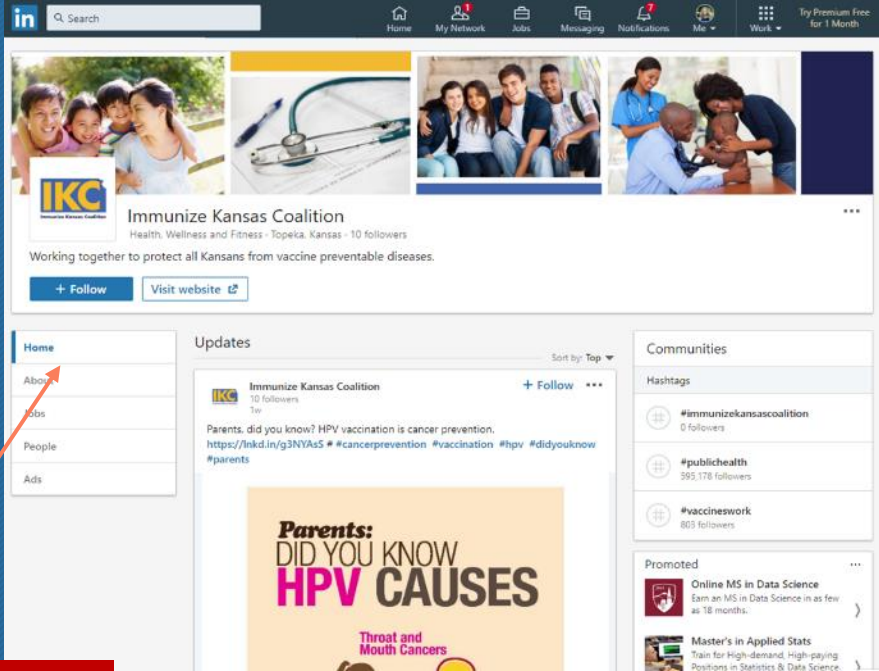 in
Search
Home
My Network
1
Jobs
Messaging
Notifications
7
Me
Work
Try Premium Free
for 1 Month
IKC
Immunize Kansas Coalition
Immunize Kansas Coalition
Health, Wellness and Fitness · Topeka, Kansas · 10 followers
Working together to protect all Kansans from vaccine preventable diseases.
+ Follow
Visit website
Home
About
Jobs
People
Ads
Updates
Sort by: Top
IKC
Immunize Kansas Coalition
10 followers
1w
+ Follow
Parents, did you know? HPV vaccination is cancer prevention.
https://lnkd.in/g3NYAsS # #cancerprevention #vaccination #hpv #didyouknow
#parents
Parents:
DID YOU KNOW
HPV CAUSES
Throat and
Mouth Cancers
Communities
Hashtags
#immunizekansascoalition
0 followers
#publichealth
595,178 followers
#vaccineswork
803 followers
Promoted
Online MS in Data Science
Earn an MS in Data Science in as few
as 18 months.
Master's in Applied Stats
Train for High-demand, High-paying
Positions in Statistics & Data Science.